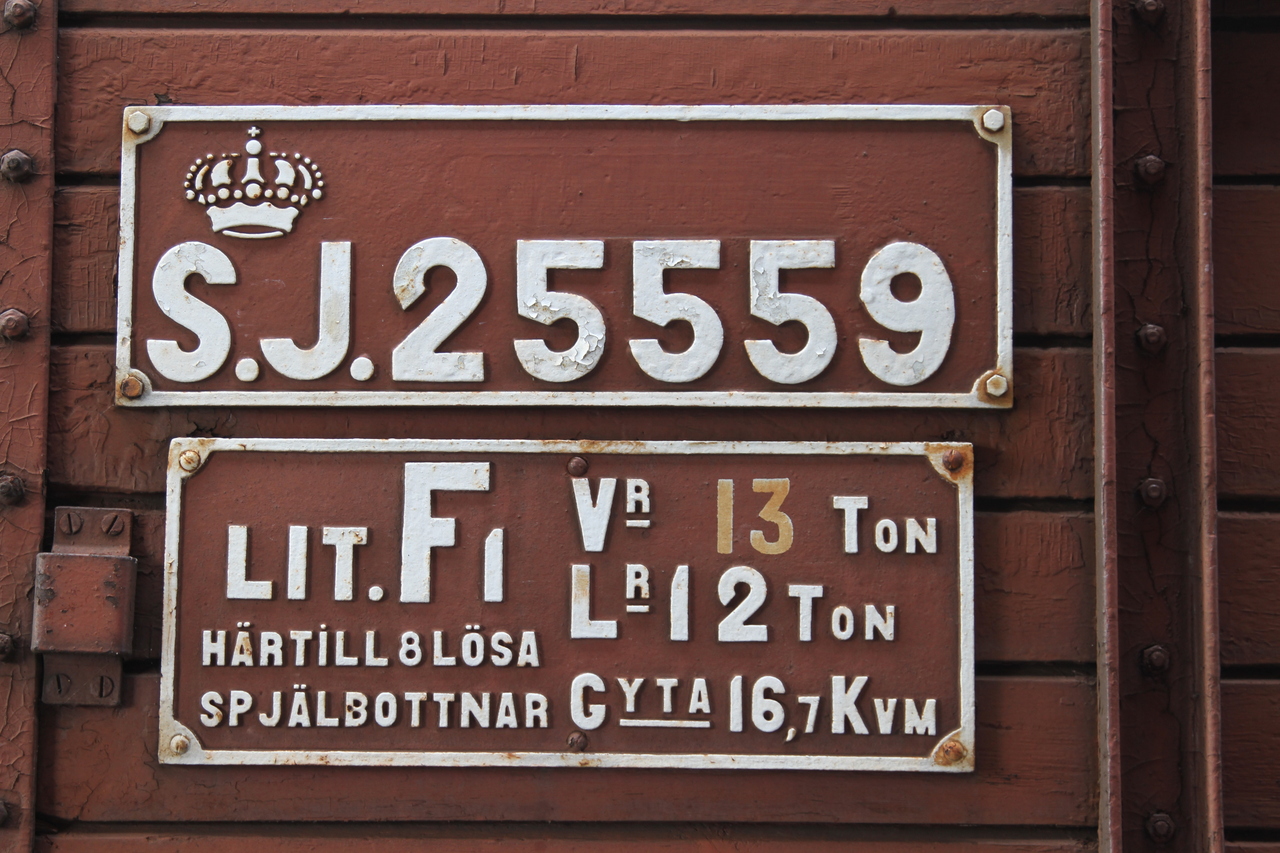 S.J.25559
LIT. F1
HÄRTILL 8 LÖSA
SPJÄLBOTTNAR
VR 13 TON
LR 12 TON
GYTA 16,7 KVM